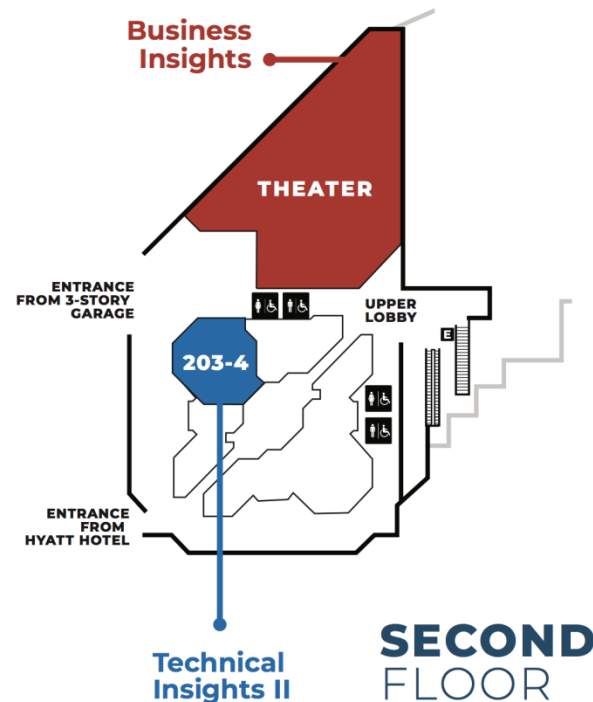 Business
Insights
THEATER
ENTRANCE
FROM 3-STORY
GARAGE
UPPER
LOBBY
E
203-4
ENTRANCE
FROM
HYATT HOTEL
Technical
Insights II
SECOND
FLOOR